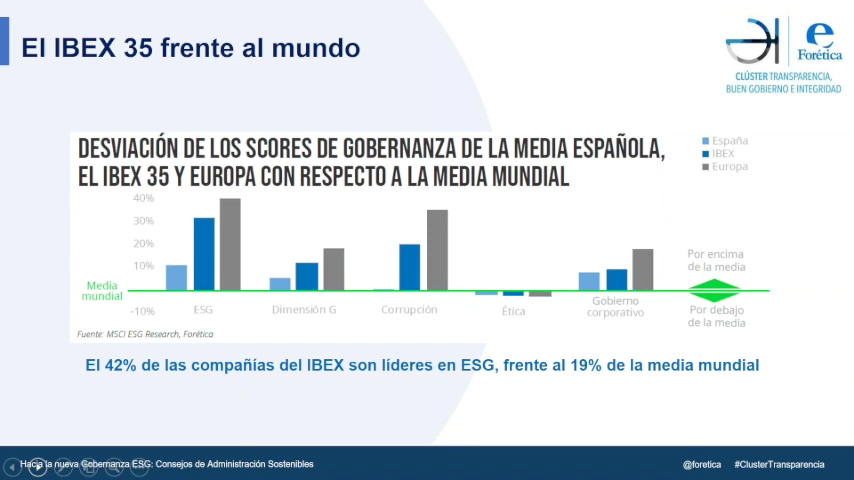 El IBEX 35 frente al mundo
Forética
CLÚSTER TRANSPARENCIA,
BUEN GOBIERNO E INTEGRIDAD
DESVIACIÓN DE LOS SCORES DE GOBERNANZA DE LA MEDIA ESPAÑOLA,
EL IBEX 35 Y EUROPA CON RESPECTO A LA MEDIA MUNDIAL
España
IBEX
Europa
40%
30%
20%
10%
Media
mundial
-10%
ESG
Dimensión G
Corrupción
Ética
Gobierno
corporativo
Por encima
de la media
Por debajo
de la media
Fuente: MSCI ESG Research, Forética
El 42% de las compañías del IBEX son líderes en ESG, frente al 19% de la media mundial
Hacia la nueva Gobernanza ESG: Consejos de Administración Sostenibles
@foretica #ClusterTransparencia